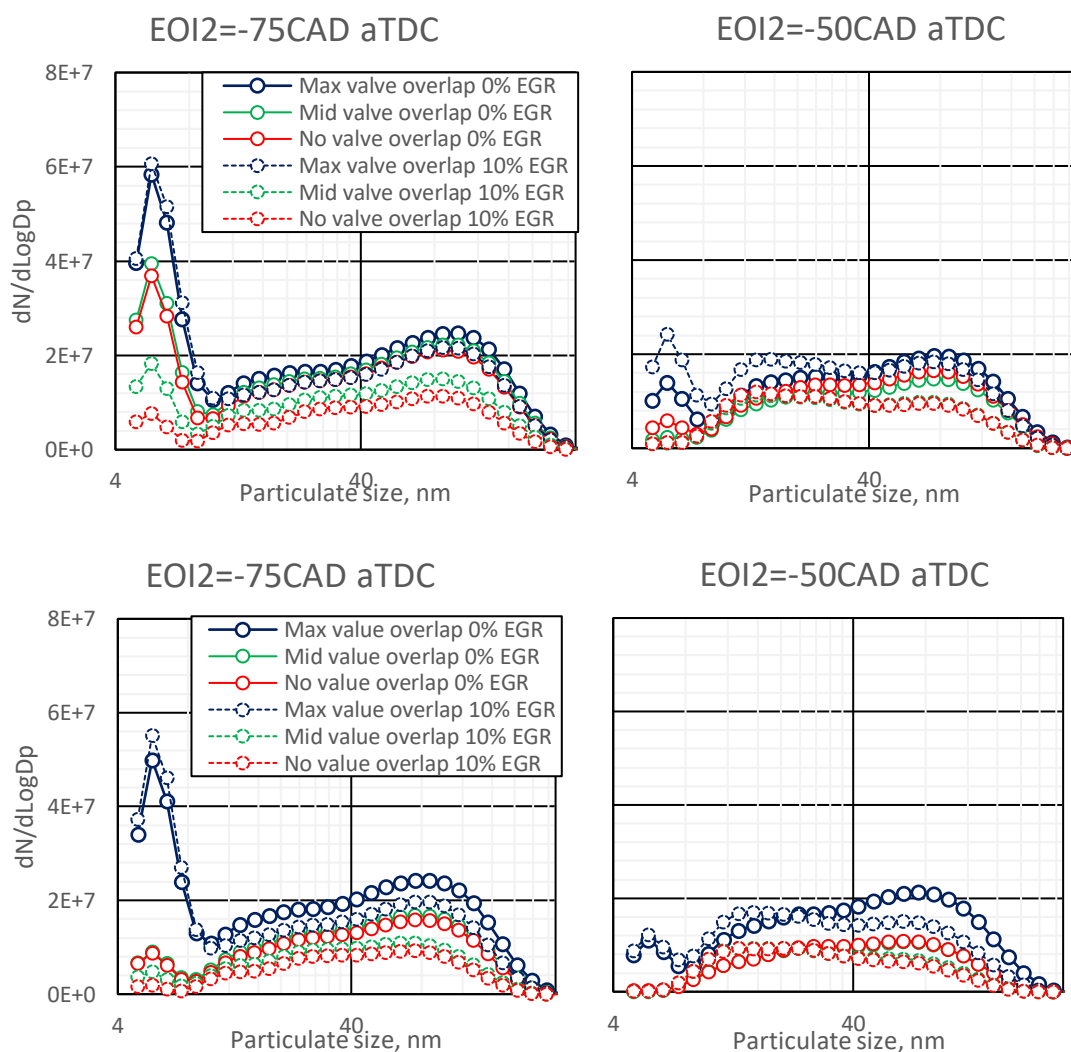 EOI2=-75CAD aTDC
EOI2=-50CAD aTDC
8E+7
6E+7
4E+7
2E+7
0E+0
dN/dLogDp
Max valve overlap 0% EGR
Mid valve overlap 0% EGR
No valve overlap 0% EGR
Max valve overlap 10% EGR
Mid valve overlap 10% EGR
No valve overlap 10% EGR
4
40
Particulate size, nm
4
40
Particulate size, nm
EOI2=-75CAD aTDC
EOI2=-50CAD aTDC
8E+7
6E+7
4E+7
2E+7
0E+0
dN/dLogDp
Max value overlap 0% EGR
Mid value overlap 0% EGR
No value overlap 0% EGR
Max value overlap 10% EGR
Mid value overlap 10% EGR
No value overlap 10% EGR
4
40
Particulate size, nm
4
40
Particulate size, nm